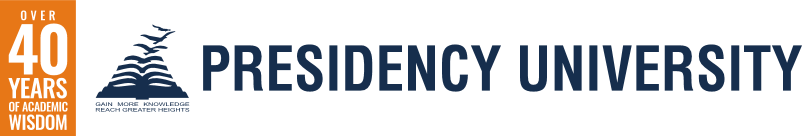 OVER
40
YEARS
OF ACADEMIC
WISDOM
GAIN MORE KNOWLEDGE
REACH GREATER HEIGHTS
PRESIDENCY UNIVERSITY